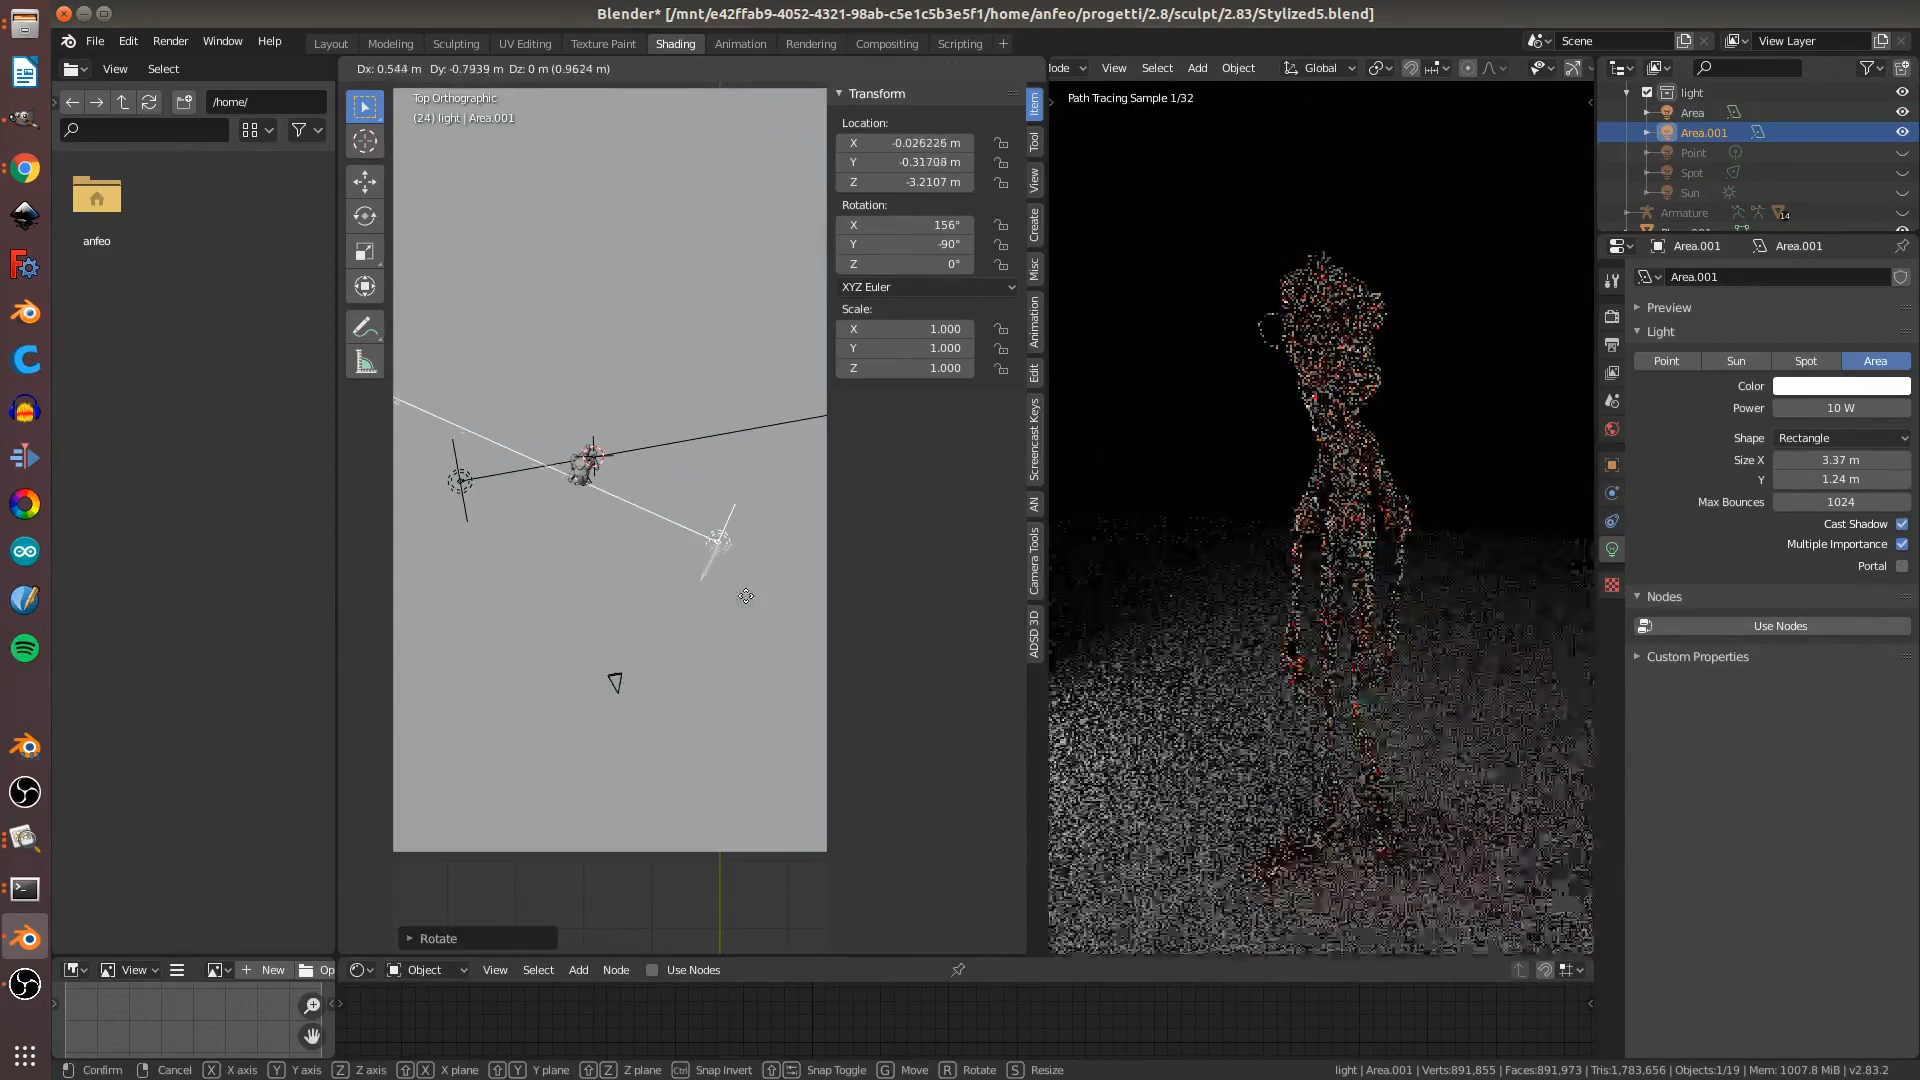 Blender* [/mnt/e42ffab9-4052-4321-98ab-c5e1c5b3e5f1/home/anfeo/progetti/2.8/sculpt/2.83/Stylized5.blend]
File Edit Render Window Help
Layout Modeling Sculpting UV Editing Texture Paint Shading Animation Rendering Compositing Scripting +
Scene
View Layer
View Select
Dx: 0.544 m Dy: -0.7939 m Dz: 0 m (0.9624 m)
lode View Select Add Object Global
/home/
anfeo
Top Orthographic
(24) light | Area.001
Transform
Location:
X -0.026226 m
Y -0.31708 m
Z -3.2107 m
Rotation:
X 156°
Y -90°
Z 0°
XYZ Euler
Scale:
X 1.000
Y 1.000
Z 1.000
Item
Tool
View
Create
Misc
Animation
Edit
Screencast Keys
AN
Camera Tools
ADSD 3D
Rotate
Path Tracing Sample 1/32
light
Area
Area.001
Point
Spot
Sun
Armature 14
Area.001 Area.001
Area.001
Preview
Light
Point Sun Spot Area
Color
Power 10 W
Shape Rectangle
Size X 3.37 m
Y 1.24 m
Max Bounces 1024
Cast Shadow
Multiple Importance
Portal
Nodes
Use Nodes
Custom Properties
View New Op
Object View Select Add Node Use Nodes
Confirm Cancel X X axis Y Y axis Z Z axis X X plane Y Y plane Z Z plane Ctrl Snap Invert Snap Toggle G Move R Rotate S Resize
light | Area.001 | Verts:891,855 | Faces:891,973 | Tris:1,783,656 | Objects:1/19 | Mem: 1007.8 MiB | v2.83.2